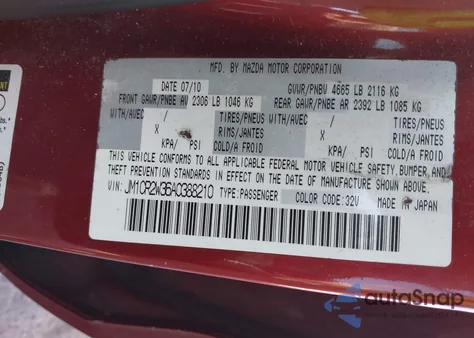 MFD. BY MAZDA MOTOR CORPORATION
DATE 07/10 GVWR/PNBV 4665 LB 2116 KG
FRONT GAWR/PNBE AV 2306 LB 1046 KG REAR GAWR/PNBE AR 2392 LB 1085 KG
WITH/AVEC / TIRES/PNEUS WITH/AVEC / TIRES/PNEUS
X RIMS/JANTES X RIMS/JANTES
KPA/ PSI COLD/A FROID KPA/ PSI COLD/A FROID
THIS VEHICLE CONFORMS TO ALL APPLICABLE FEDERAL MOTOR VEHICLE SAFETY, BUMPER, AND
THEFT PREVENTION STANDARDS IN EFFECT ON THE DATE OF MANUFACTURE SHOWN ABOVE.
VIN: JM1CR2W36A0388210 TYPE:PASSENGER COLOR CODE:32V MADE IN JAPAN
autoSnap